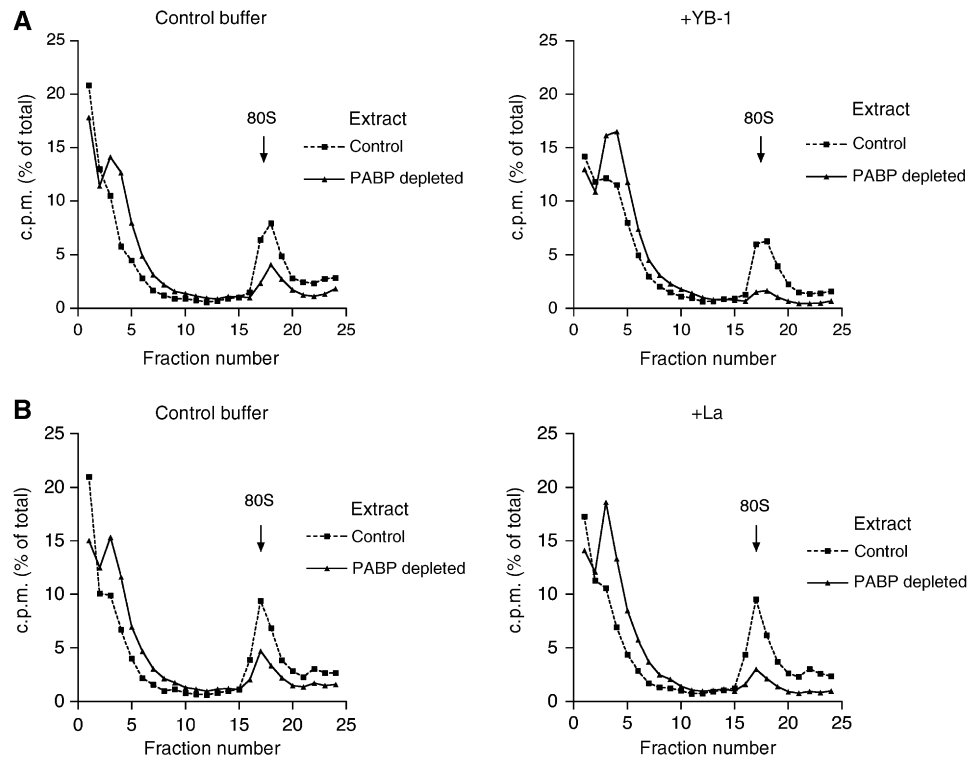 A
Control buffer
25
20
15
10
5
0
c.p.m. (% of total)
0 5 10 15 20 25
Fraction number
80S
Extract
Control
PABP depleted
+YB-1
25
20
15
10
5
0
c.p.m. (% of total)
0 5 10 15 20 25
Fraction number
80S
Extract
Control
PABP depleted
B
Control buffer
25
20
15
10
5
0
c.p.m. (% of total)
0 5 10 15 20 25
Fraction number
80S
Extract
Control
PABP depleted
+La
25
20
15
10
5
0
c.p.m. (% of total)
0 5 10 15 20 25
Fraction number
80S
Extract
Control
PABP depleted